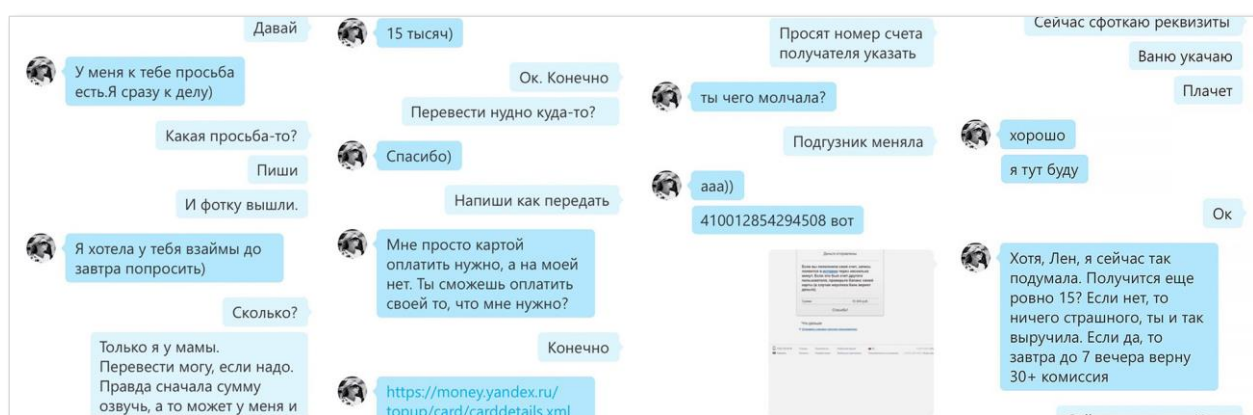 Давай
У меня к тебе просьба
есть.Я сразу к делу)
Какая просьба-то?
Пиши
И фотку вышли.
Я хотела у тебя взаймы до
завтра попросить)
Сколько?
Только я у мамы.
Перевести могу, если надо.
Правда сначала сумму
озвучь, а то может у меня и
15 тысяч)
Ок. Конечно
Перевести нудно куда-то?
Спасибо)
Напиши как передать
Мне просто картой
оплатить нужно, а на моей
нет. Ты сможешь оплатить
своей то, что мне нужно?
Конечно
https://money.yandex.ru/
topup/card/carddetails.xml
Просят номер счета
получателя указать
ты чего молчала?
Подгузник меняла
ааа))
410012854294508 вот
Сейчас сфоткаю реквизиты
Ваню укачаю
Плачет
хорошо
я тут буду
Ок
Хотя, Лен, я сейчас так
подумала. Получится еще
ровно 15? Если нет, то
ничего страшного, ты и так
выручила. Если да, то
завтра до 7 вечера верну
30+ комиссия